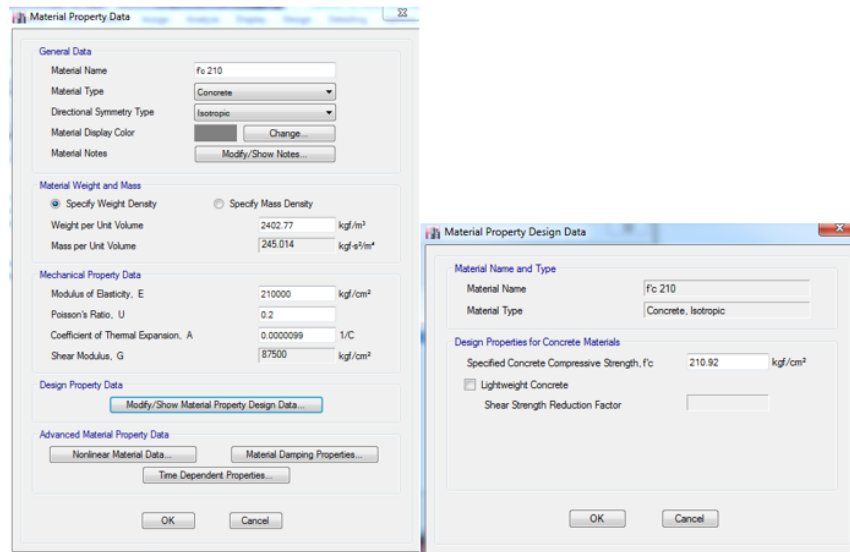 Material Property Data
General Data
Material Name f'c 210
Material Type Concrete
Directional Symmetry Type Isotropic
Material Display Color Change...
Material Notes Modify/Show Notes...
Material Weight and Mass
Specify Weight Density Specify Mass Density
Weight per Unit Volume 2402.77 kgf/m³
Mass per Unit Volume 245.014 kgf-s²/m⁴
Mechanical Property Data
Modulus of Elasticity, E 210000 kgf/cm²
Poisson's Ratio, U 0.2
Coefficient of Thermal Expansion, A 0.0000099 1/C
Shear Modulus, G 87500 kgf/cm²
Design Property Data
Modify/Show Material Property Design Data...
Advanced Material Property Data
Nonlinear Material Data... Material Damping Properties...
Time Dependent Properties...
OK Cancel
Material Property Design Data
Material Name and Type
Material Name f'c 210
Material Type Concrete, Isotropic
Design Properties for Concrete Materials
Specified Concrete Compressive Strength, f'c 210.92 kgf/cm²
Lightweight Concrete
Shear Strength Reduction Factor
OK Cancel